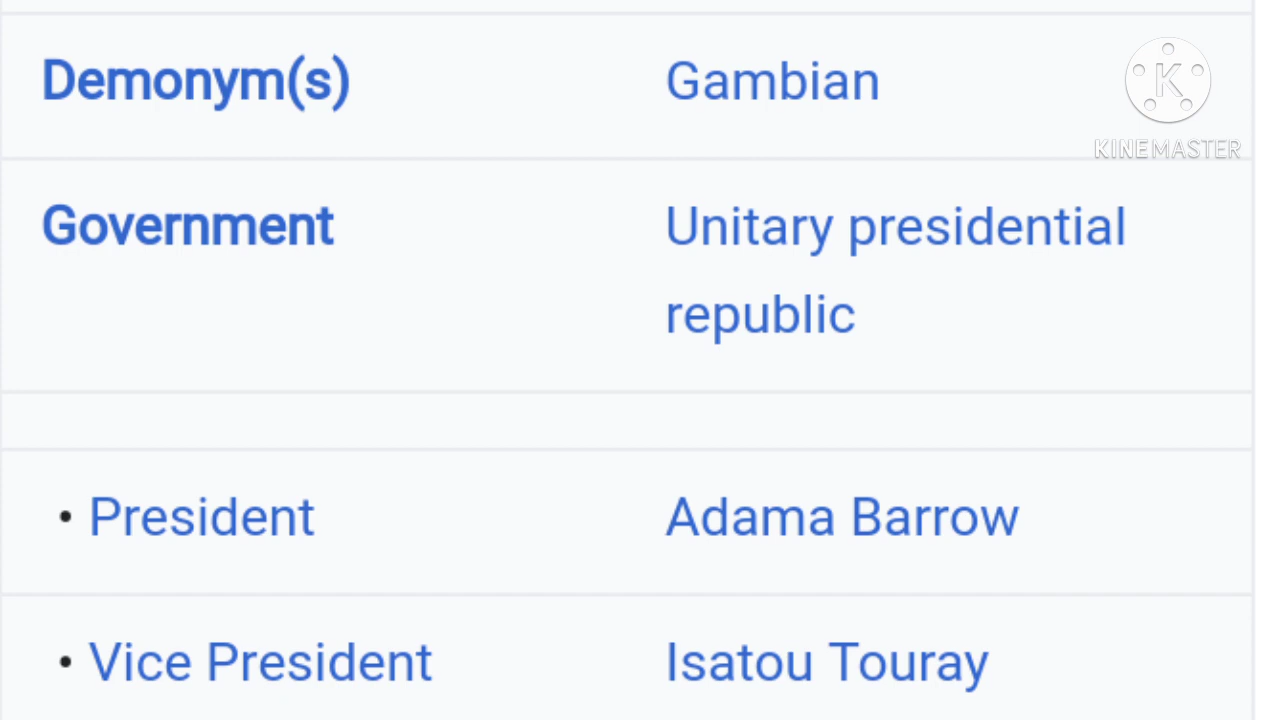 Demonym(s) Gambian
K
KINEMASTER
Government Unitary presidential
republic
• President Adama Barrow
• Vice President Isatou Touray